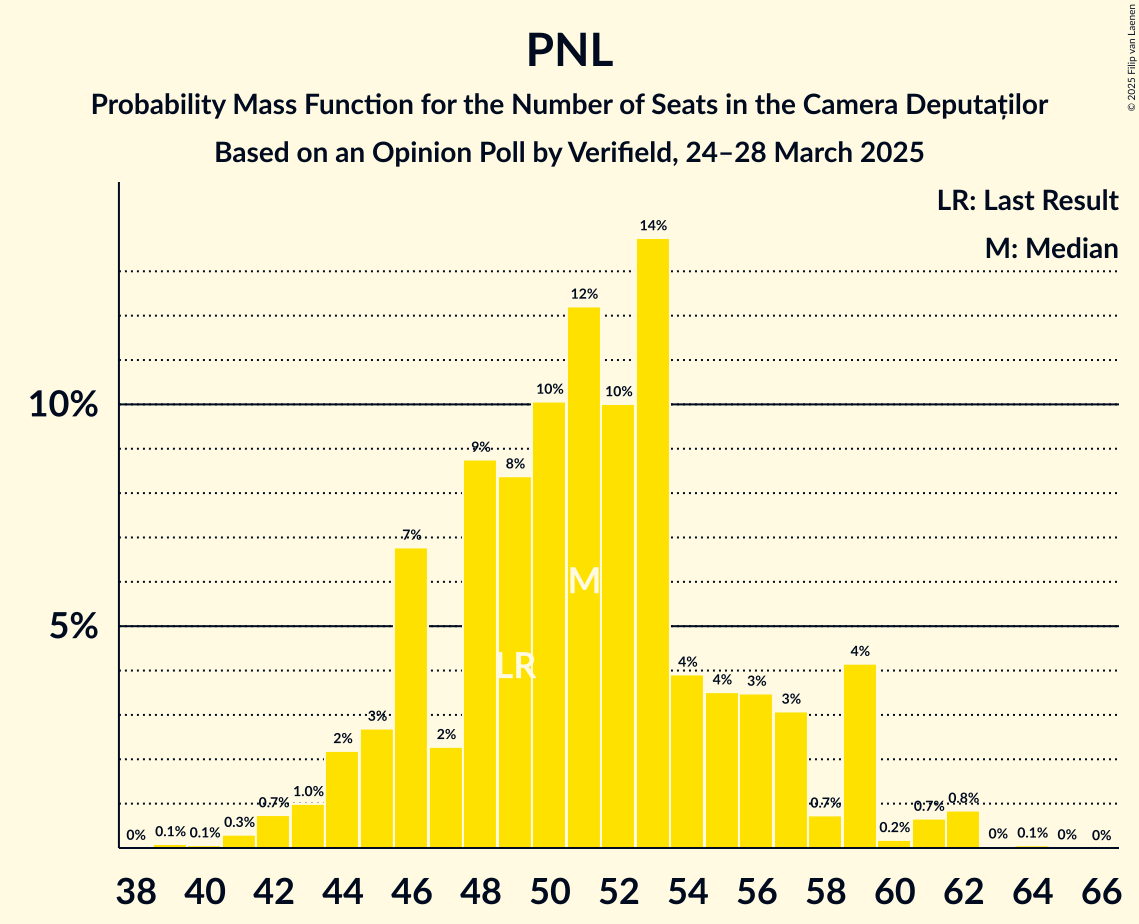 © 2025 Filip van Laenen
PNL
Probability Mass Function for the Number of Seats in the Camera Deputaților
Based on an Opinion Poll by Verifield, 24–28 March 2025
LR: Last Result
M: Median
10%
5%
0% 0.1% 0.1% 0.3% 0.7% 1.0% 2% 3% 7% 2% 9% 8% 10% 12% 10% 14% 4% 4% 3% 3% 0.7% 4% 0.2% 0.7% 0.8% 0% 0.1% 0% 0%
LR
M
38 40 42 44 46 48 50 52 54 56 58 60 62 64 66